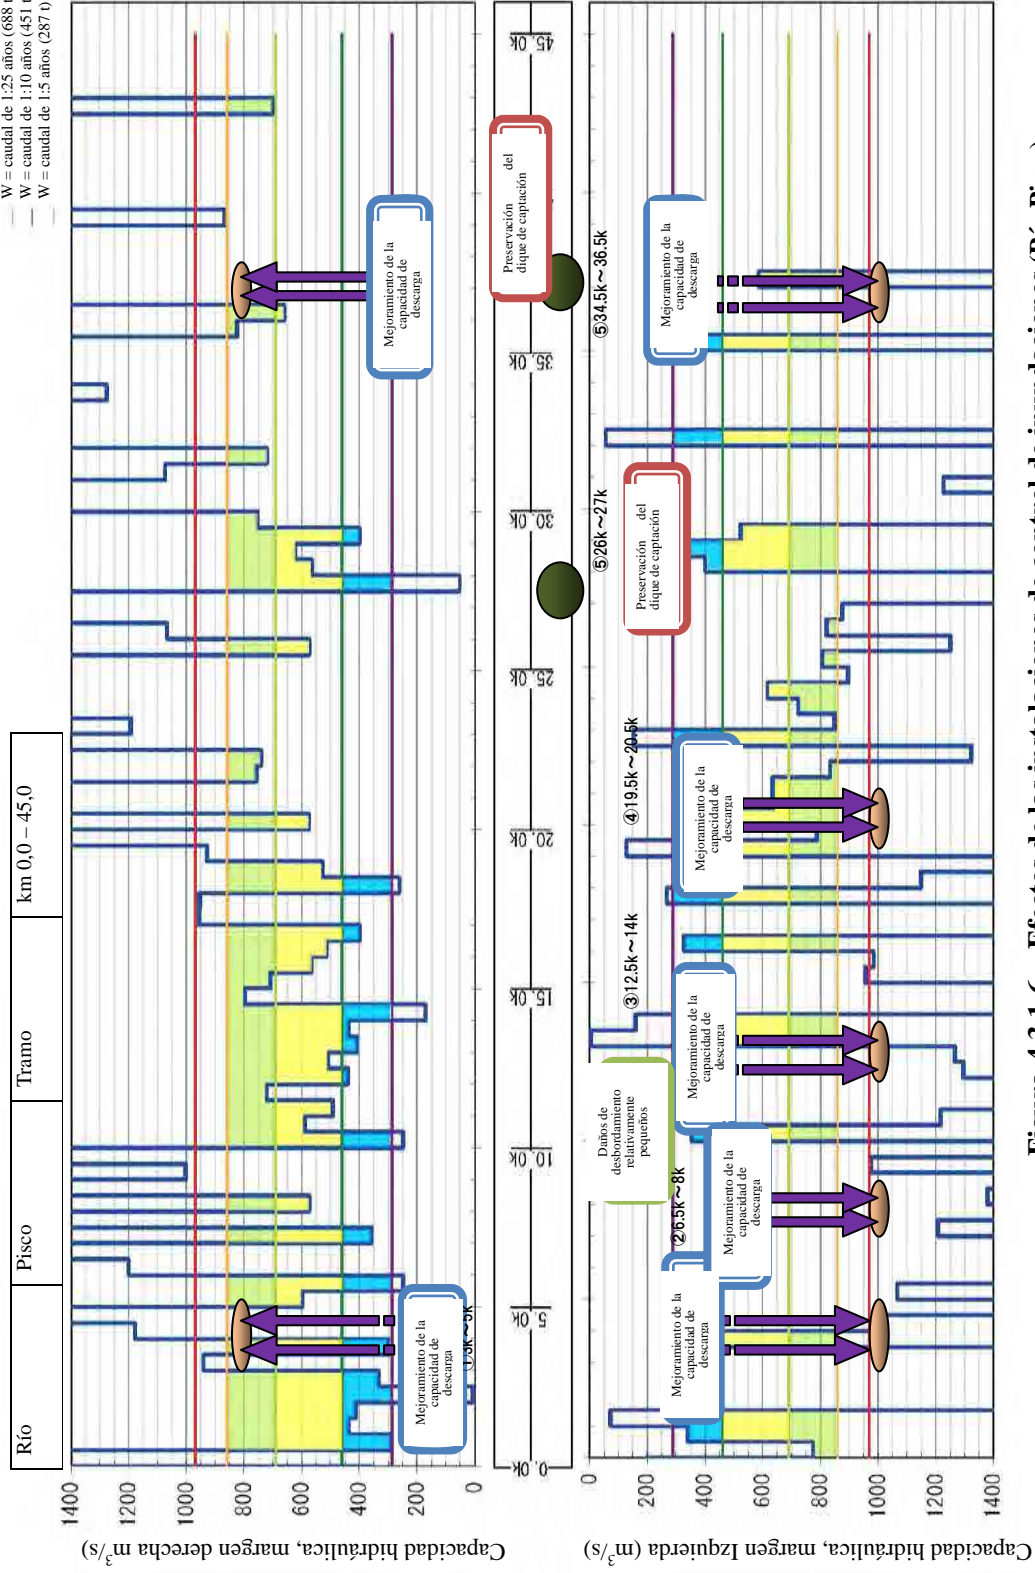 W = caudal de 1:25 años (688 t
W = caudal de 1:10 años (451 t
W = caudal de 1:5 años (287 t)
Río
Pisco
Tramo
km 0,0 – 45,0
Capacidad hidráulica, margen derecha m³/s)
1400
1200
1000
800
600
400
200
0
Mejoramiento de la
capacidad de
descarga
①3k~5k
Mejoramiento de la
capacidad de
descarga
0.0k
5.0k
10.0k
15.0k
20.0k
25.0k
30.0k
35.0k
45.0k
Preservación del
dique de captación
Capacidad hidráulica, margen Izquierda (m³/s)
0
200
400
600
800
1000
1200
1400
②6.5k~8k
③12.5k~14k
④19.5k~20.5k
⑤26k~27k
⑤34.5k~36.5k
Mejoramiento de la
capacidad de
descarga
Mejoramiento de la
capacidad de
descarga
Daños de
desbordamiento
relativamente
pequeños
Mejoramiento de la
capacidad de
descarga
Mejoramiento de la
capacidad de
descarga
Preservación del
dique de captación
Mejoramiento de la
capacidad de
descarga